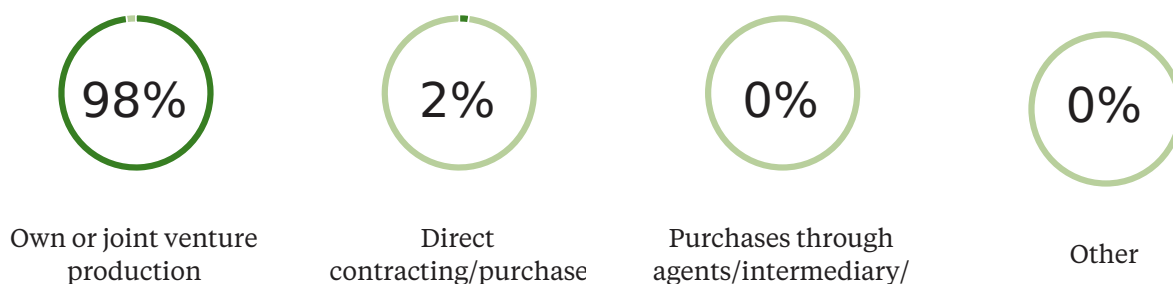 98%
2%
0%
0%
Own or joint venture
production
Direct
contracting/purchase
Purchases through
agents/intermediary/
Other